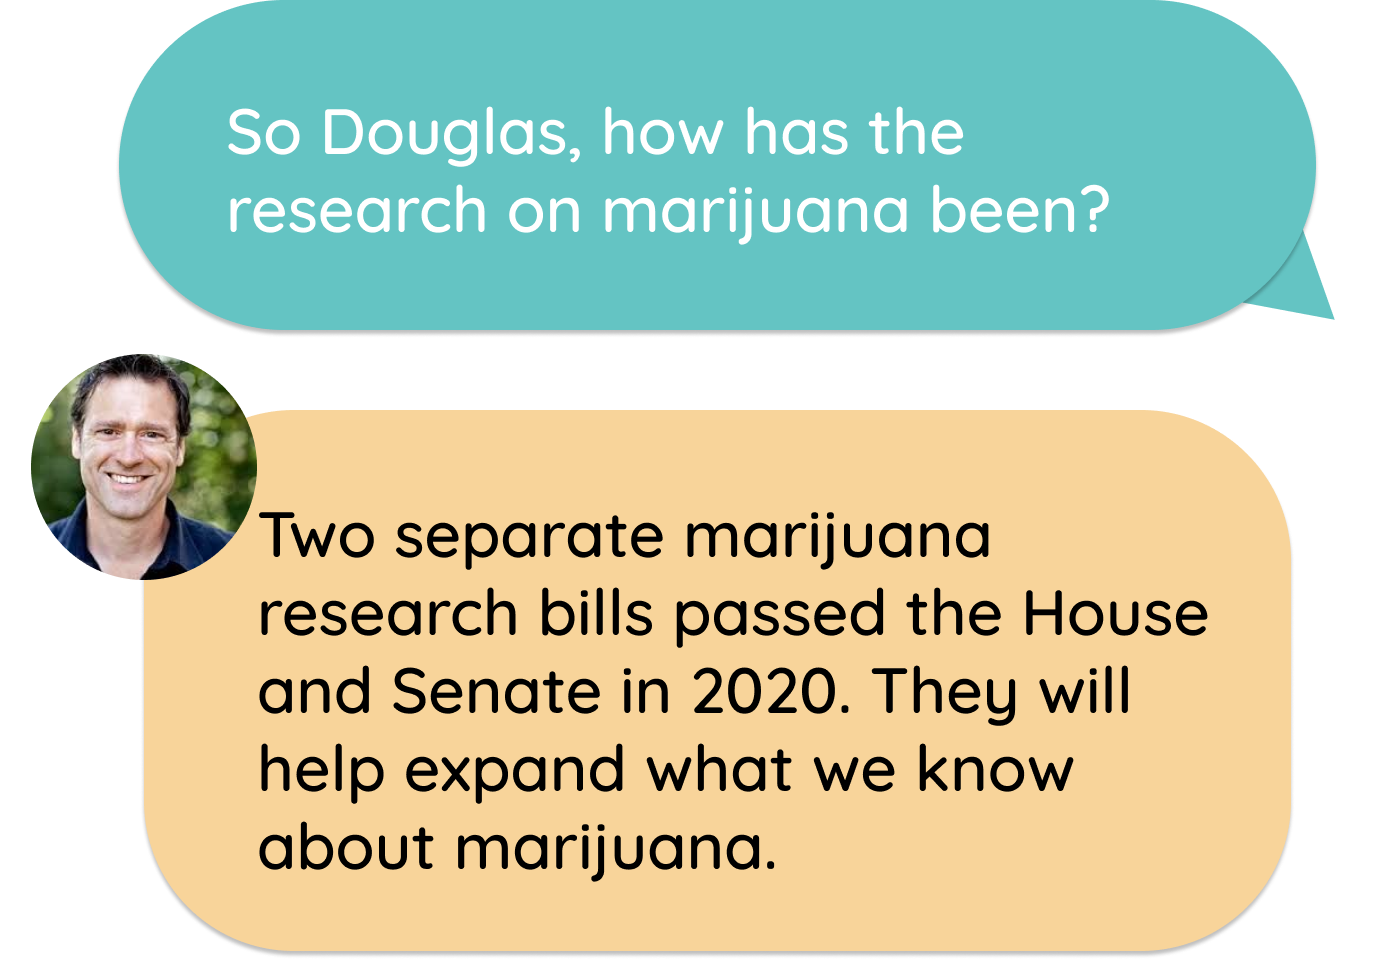 So Douglas, how has the
research on marijuana been?
Two separate marijuana
research bills passed the House
and Senate in 2020. They will
help expand what we know
about marijuana.